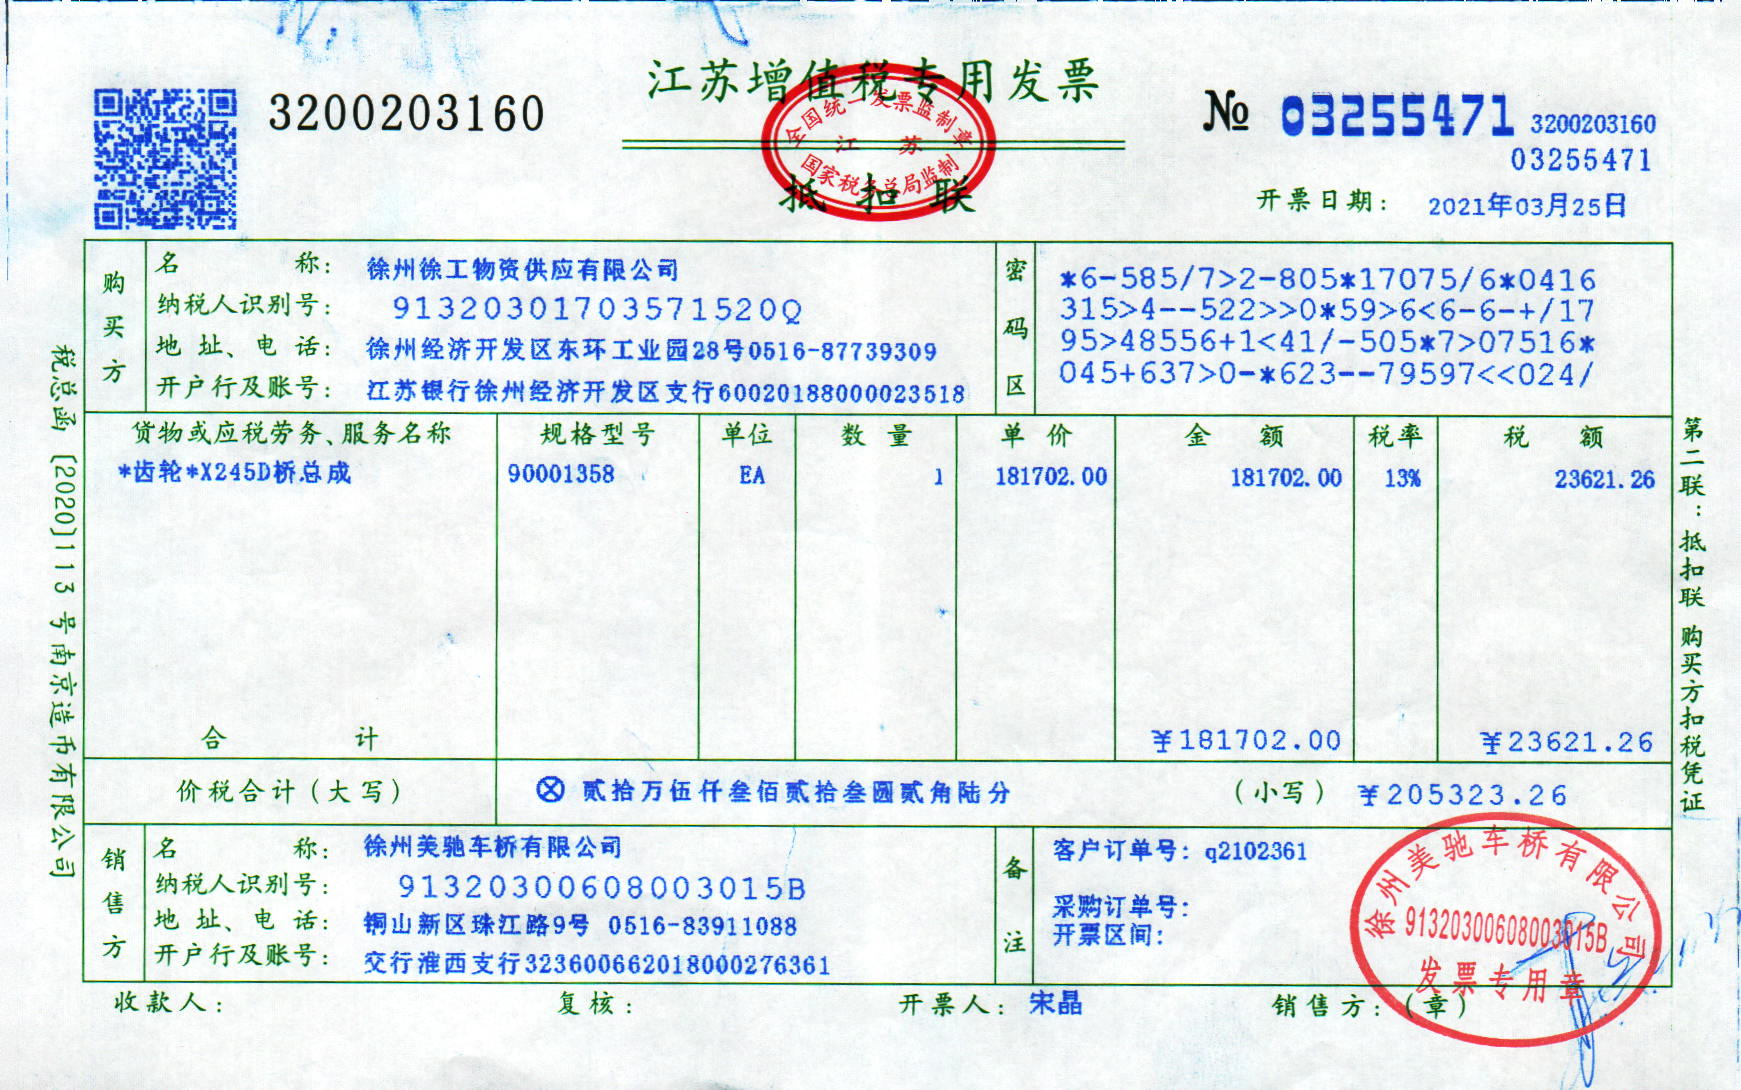 3200203160
江苏增值税专用发票
全国统一发票监制章
江 苏
国家税务总局监制
抵扣联
№ 03255471 3200203160
03255471
开票日期： 2021年03月25日
购买方
名称： 徐州徐工物资供应有限公司
纳税人识别号： 91320301703571520Q
地址、电话： 徐州经济开发区东环工业园28号0516-87739309
开户行及账号： 江苏银行徐州经济开发区支行60020188000023518
密码区
*6-585/7>2-805*17075/6*0416
315>4--522>>0*59>6<6-6-+/17
95>48556+1<41/-505*7>07516*
045+637>0-*623--79597<<024/
货物或应税劳务、服务名称 规格型号 单位 数量 单价 金额 税率 税额
*齿轮*X245D桥总成 90001358 EA 1 181702.00 181702.00 13% 23621.26
合计 ¥181702.00 ¥23621.26
价税合计（大写） ⊗ 贰拾万伍仟叁佰贰拾叁圆贰角陆分 （小写） ¥205323.26
销售方
名称： 徐州美驰车桥有限公司
纳税人识别号： 91320300608003015B
地址、电话： 铜山新区珠江路9号 0516-83911088
开户行及账号： 交行淮西支行323600662018000276361
备注
客户订单号：q2102361
采购订单号：
开票区间：
徐州美驰车桥有限公司
91320300608003015B
发票专用章
收款人： 复核： 开票人： 宋晶 销售方：（章）
税总函〔2020〕113号南京造币有限公司
第二联：抵扣联 购买方扣税凭证